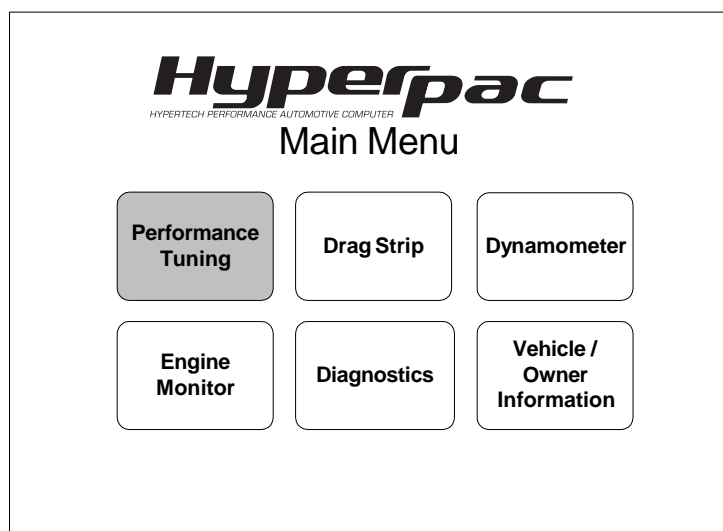 Hyperpac
HYPERTECH PERFORMANCE AUTOMOTIVE COMPUTER
Main Menu
Performance
Tuning
Drag Strip
Dynamometer
Engine
Monitor
Diagnostics
Vehicle /
Owner
Information